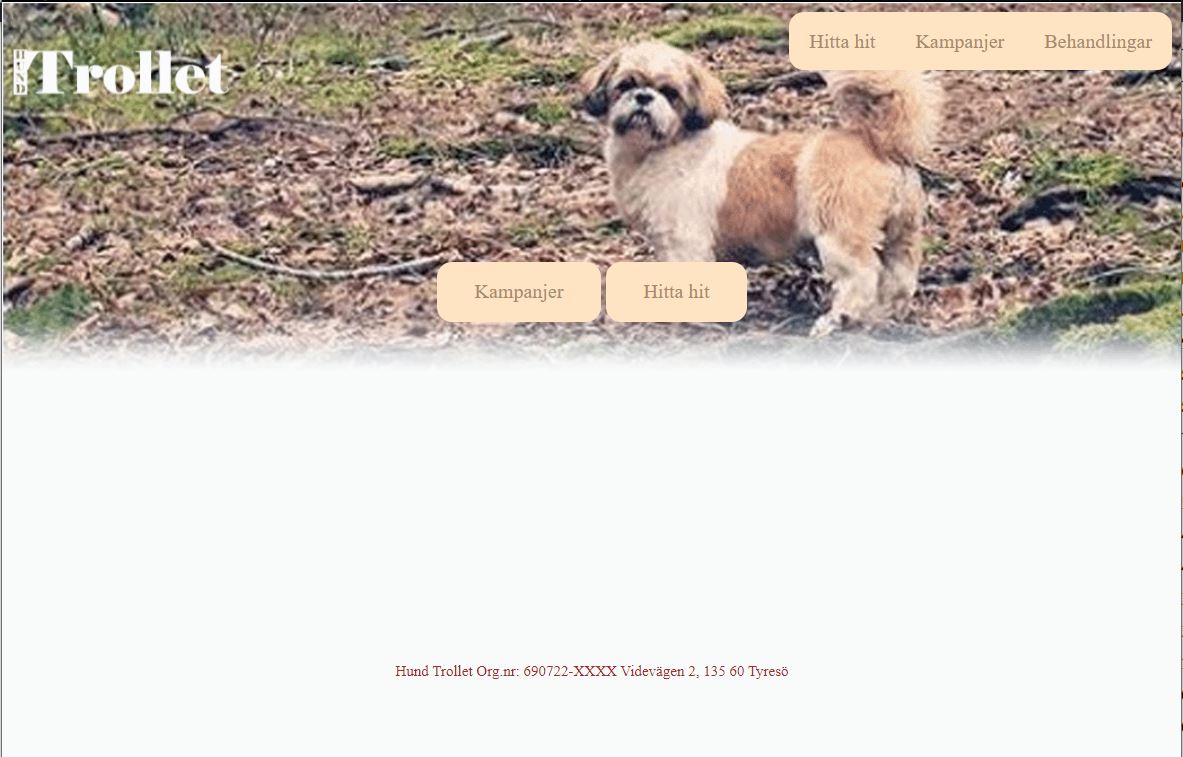 Hitta hit Kampanjer Behandlingar
Trollet
Kampanjer Hitta hit
Hund Trollet Org.nr: 690722-XXXX Videvägen 2, 135 60 Tyresö